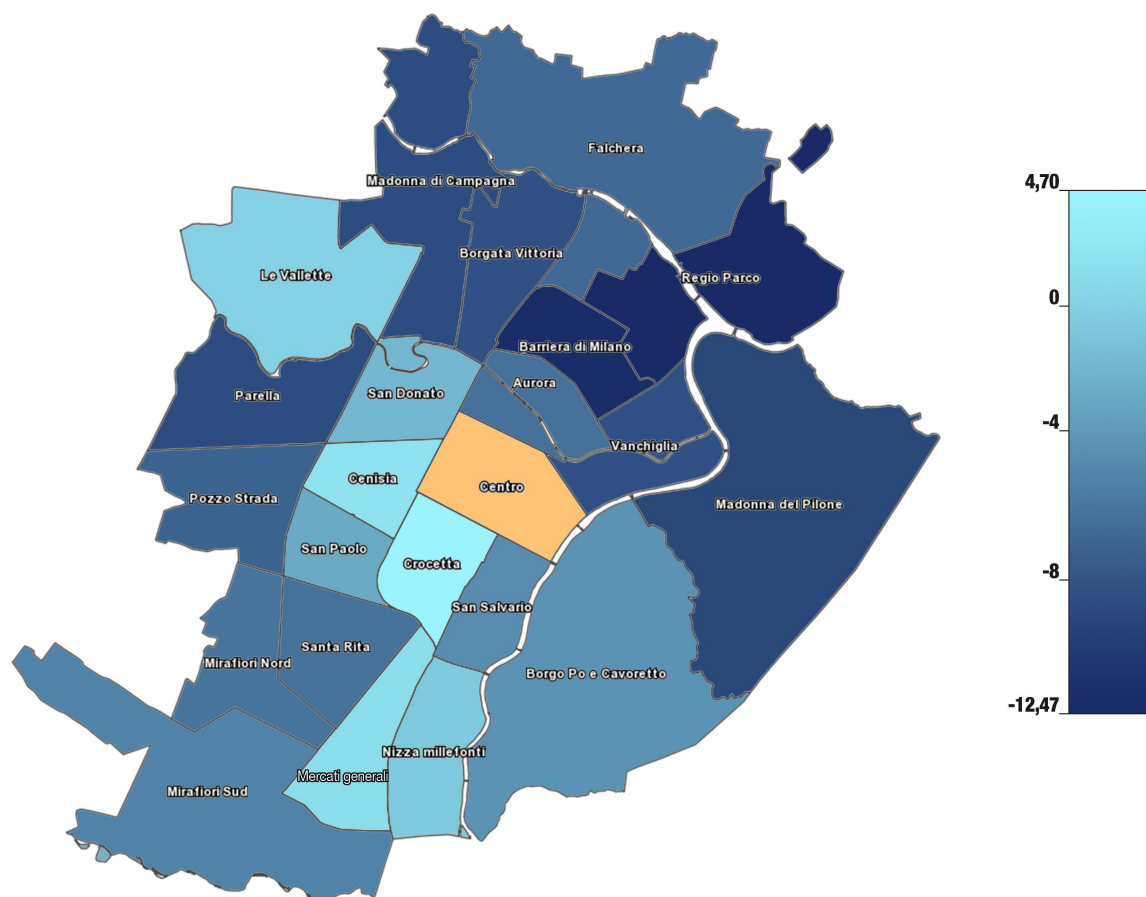 Falchera
Madonna di Campagna
Borgata Vittoria
Le Vallette
Regio Parco
Barriera di Milano
Aurora
San Donato
Parella
Vanchiglia
Cenisia
Centro
Pozzo Strada
Madonna del Pilone
San Paolo
Crocetta
San Salvario
Santa Rita
Mirafiori Nord
Borgo Po e Cavoretto
Nizza millefonti
Mercati generali
Mirafiori Sud
4,70
0
-4
-8
-12,47